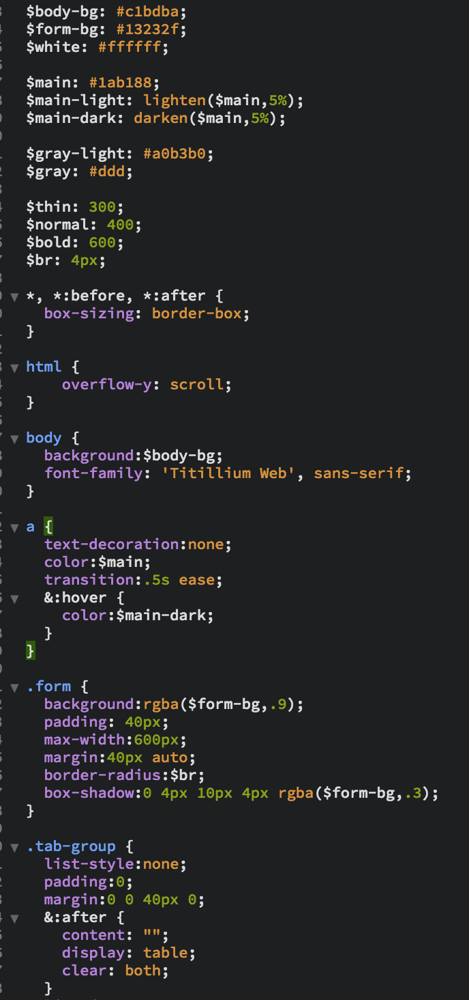 $body-bg: #c1bdba;
$form-bg: #13232f;
$white: #ffffff;

$main: #1ab188;
$main-light: lighten($main,5%);
$main-dark: darken($main,5%);

$gray-light: #a0b3b0;
$gray: #ddd;

$thin: 300;
$normal: 400;
$bold: 600;
$br: 4px;

*, *:before, *:after {
  box-sizing: border-box;
}

html {
    overflow-y: scroll;
}

body {
  background:$body-bg;
  font-family: 'Titillium Web', sans-serif;
}

a {
  text-decoration:none;
  color:$main;
  transition:.5s ease;
  &:hover {
    color:$main-dark;
  }
}

.form {
  background:rgba($form-bg,.9);
  padding: 40px;
  max-width:600px;
  margin:40px auto;
  border-radius:$br;
  box-shadow:0 4px 10px 4px rgba($form-bg,.3);
}

.tab-group {
  list-style:none;
  padding:0;
  margin:0 0 40px 0;
  &:after {
    content: "";
    display: table;
    clear: both;
  }